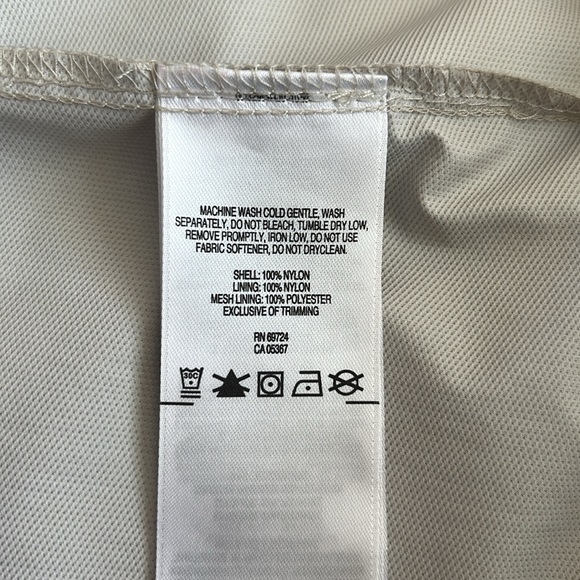 MACHINE WASH COLD GENTLE, WASH
SEPARATELY, DO NOT BLEACH, TUMBLE DRY LOW,
REMOVE PROMPTLY, IRON LOW, DO NOT USE
FABRIC SOFTENER, DO NOT DRYCLEAN.
SHELL: 100% NYLON
LINING: 100% NYLON
MESH LINING: 100% POLYESTER
EXCLUSIVE OF TRIMMING
RN 69724
CA 05367
30C